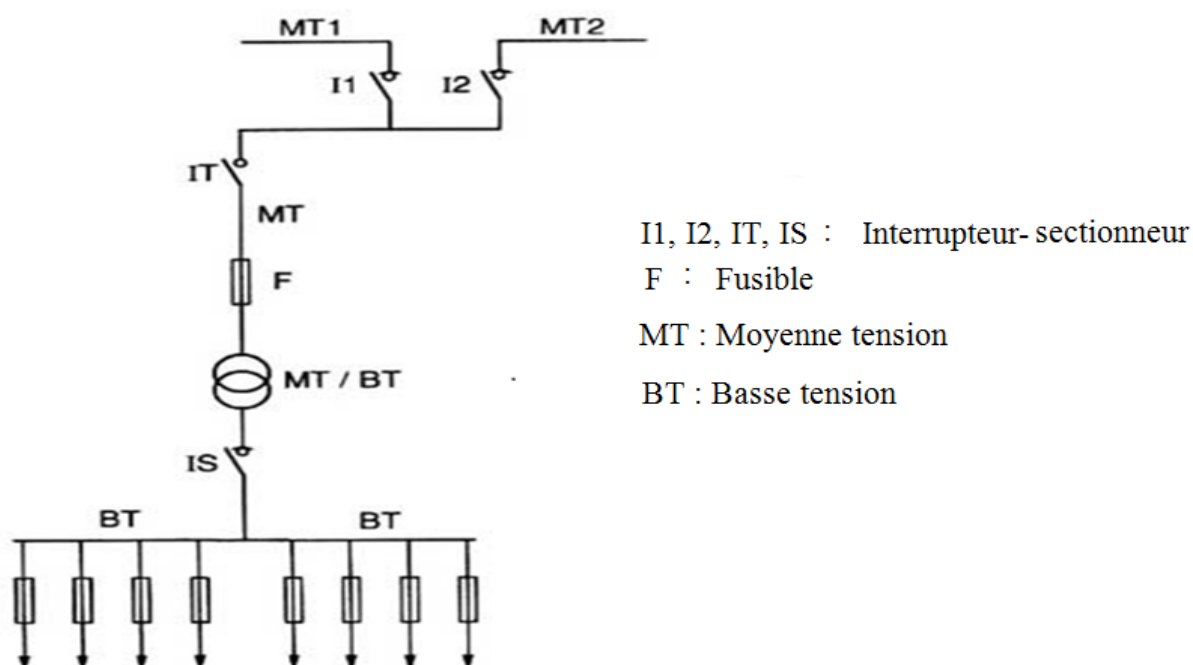 MT1
MT2
I1
I2
IT
MT
F
MT / BT
IS
BT
BT
I1, I2, IT, IS : Interrupteur- sectionneur
F : Fusible
MT : Moyenne tension
BT : Basse tension